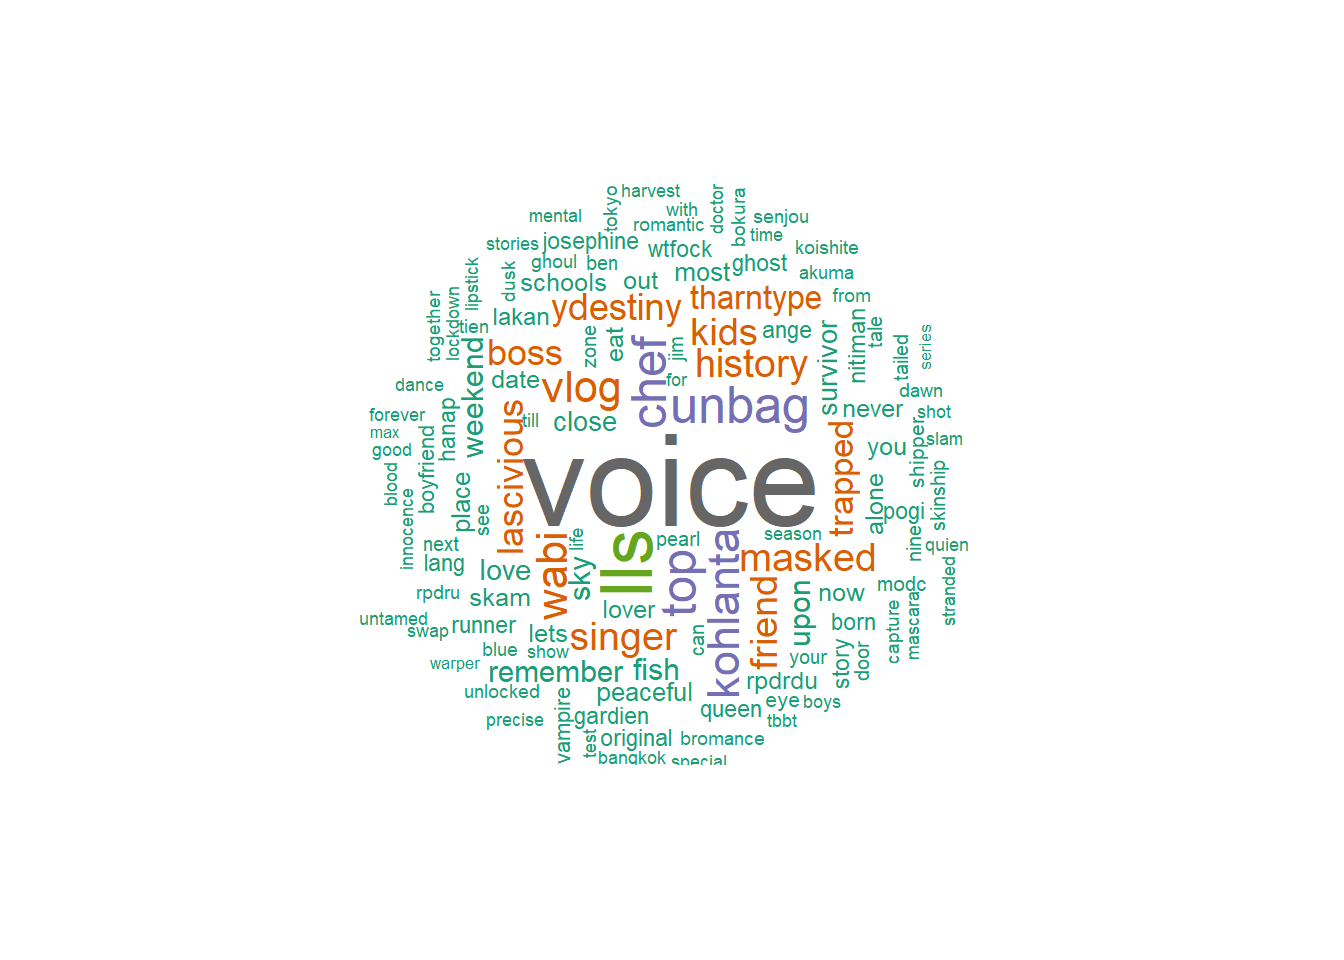 harvest
tokyo
doctor
bokura
with
mental
senjou
romantic
time
josephine
stories
wtfock
koishite
ghoul
ben
ghost
most
akuma
lipstick
dusk
schools
out
from
together
lockdown
ydestiny
tharntype
lakan
tien
kids
ange
survivor
nitiman
tale
series
zone
eat
chef
jim
boss
weekend
history
tailed
date
vlog
for
dance
unbag
dawn
never
shot
forever
till
close
max
hanap
good
boyfriend
lascivious
voice
trapped
you
slam
shipper
blood
place
see
alone
pogi
skinship
innocence
next
wabi
life
lls
pearl
season
nine
quien
lang
love
sky
top
kohlanta
masked
modc
stranded
rpdru
skam
lover
friend
upon
now
untamed
swap
runner
lets
singer
can
born
capture
mascara
blue
show
your
story
door
warper
remember
fish
rpdrdu
unlocked
peaceful
eye
boys
vampire
gardien
queen
tbbt
precise
test
original
bromance
bangkok
special